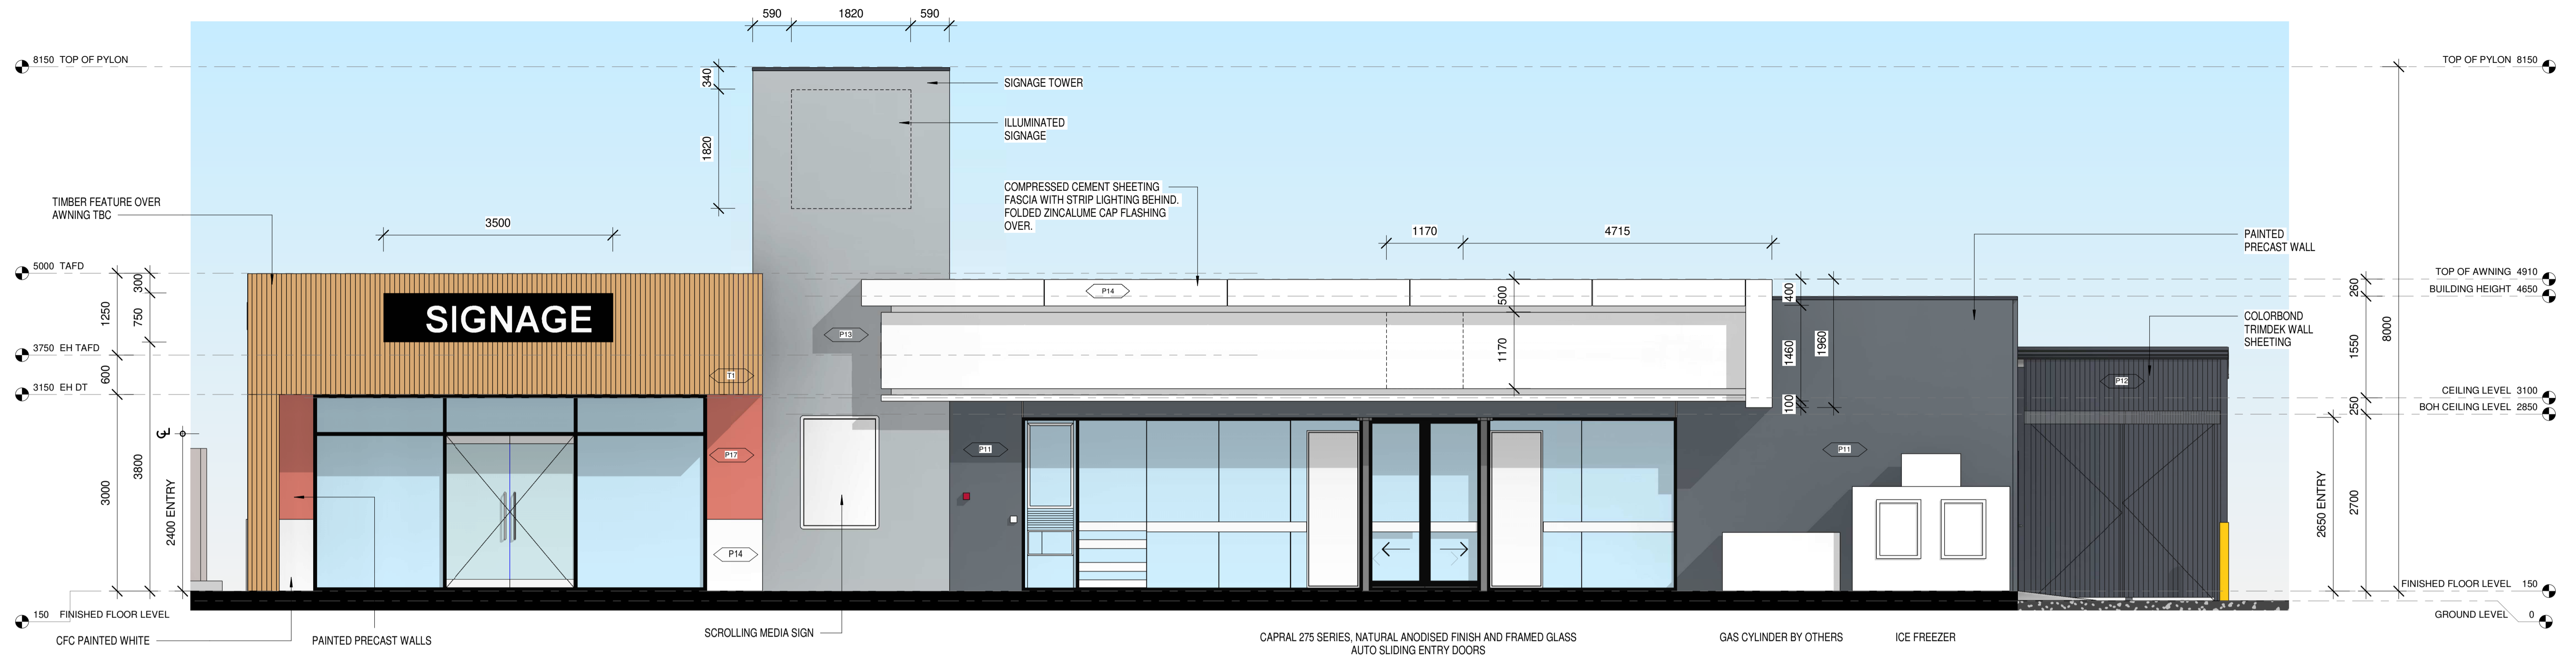 590 1820 590
8150 TOP OF PYLON
TOP OF PYLON 8150
340
SIGNAGE TOWER
ILLUMINATED
SIGNAGE
1820
COMPRESSED CEMENT SHEETING
FASCIA WITH STRIP LIGHTING BEHIND.
FOLDED ZINCALUME CAP FLASHING
OVER.
TIMBER FEATURE OVER
AWNING TBC
3500
1170 4715
PAINTED
PRECAST WALL
5000 TAFD
300
TOP OF AWNING 4910
BUILDING HEIGHT 4650
260
P14
500
400
1250
750
SIGNAGE
P13
COLORBOND
TRIMDEK WALL
SHEETING
8000
3750 EH TAFD
1170
1460
1960
1550
600
T1
P12
3150 EH DT
CEILING LEVEL 3100
100
250
BOH CEILING LEVEL 2850
℄
P17
P11
P11
3800
3000
2400 ENTRY
2650 ENTRY
2700
P14
FINISHED FLOOR LEVEL 150
150 FINISHED FLOOR LEVEL
GROUND LEVEL 0
CFC PAINTED WHITE
PAINTED PRECAST WALLS
SCROLLING MEDIA SIGN
CAPRAL 275 SERIES, NATURAL ANODISED FINISH AND FRAMED GLASS
AUTO SLIDING ENTRY DOORS
GAS CYLINDER BY OTHERS
ICE FREEZER